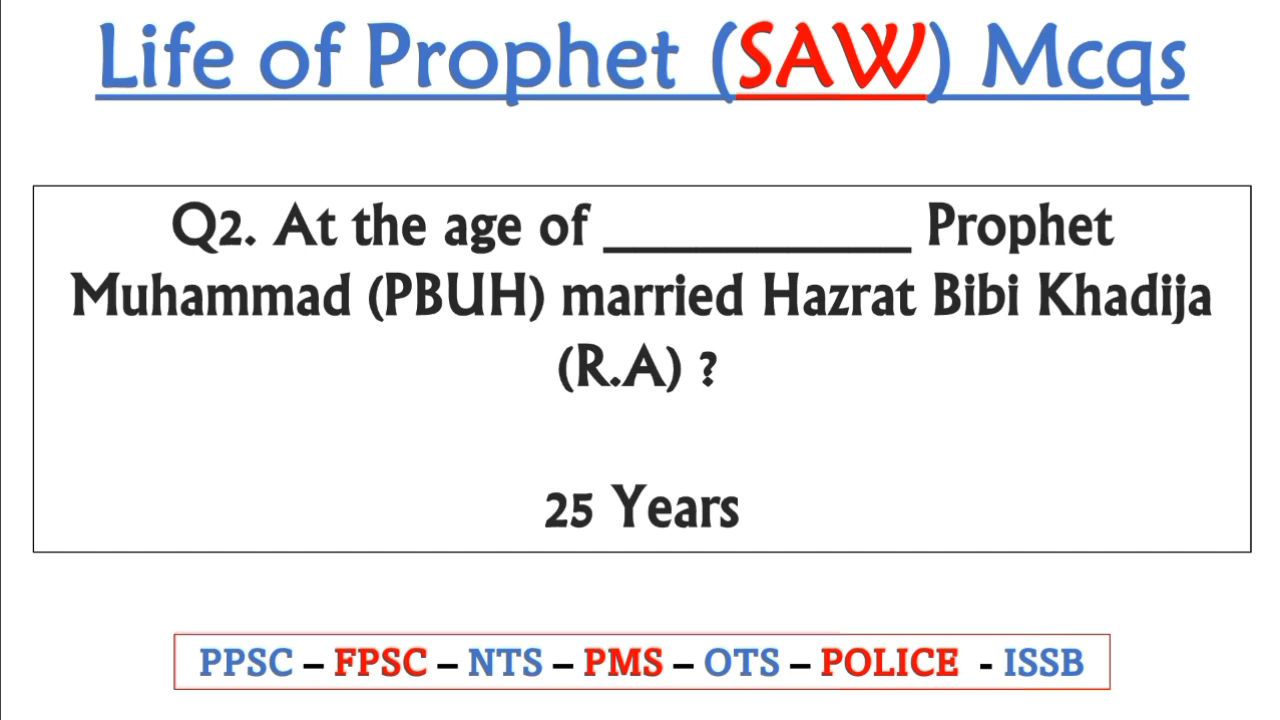 Life of Prophet (SAW) Mcqs
Q2. At the age of ____________ Prophet
Muhammad (PBUH) married Hazrat Bibi Khadija
(R.A) ?
25 Years
PPSC – FPSC – NTS – PMS – OTS – POLICE - ISSB